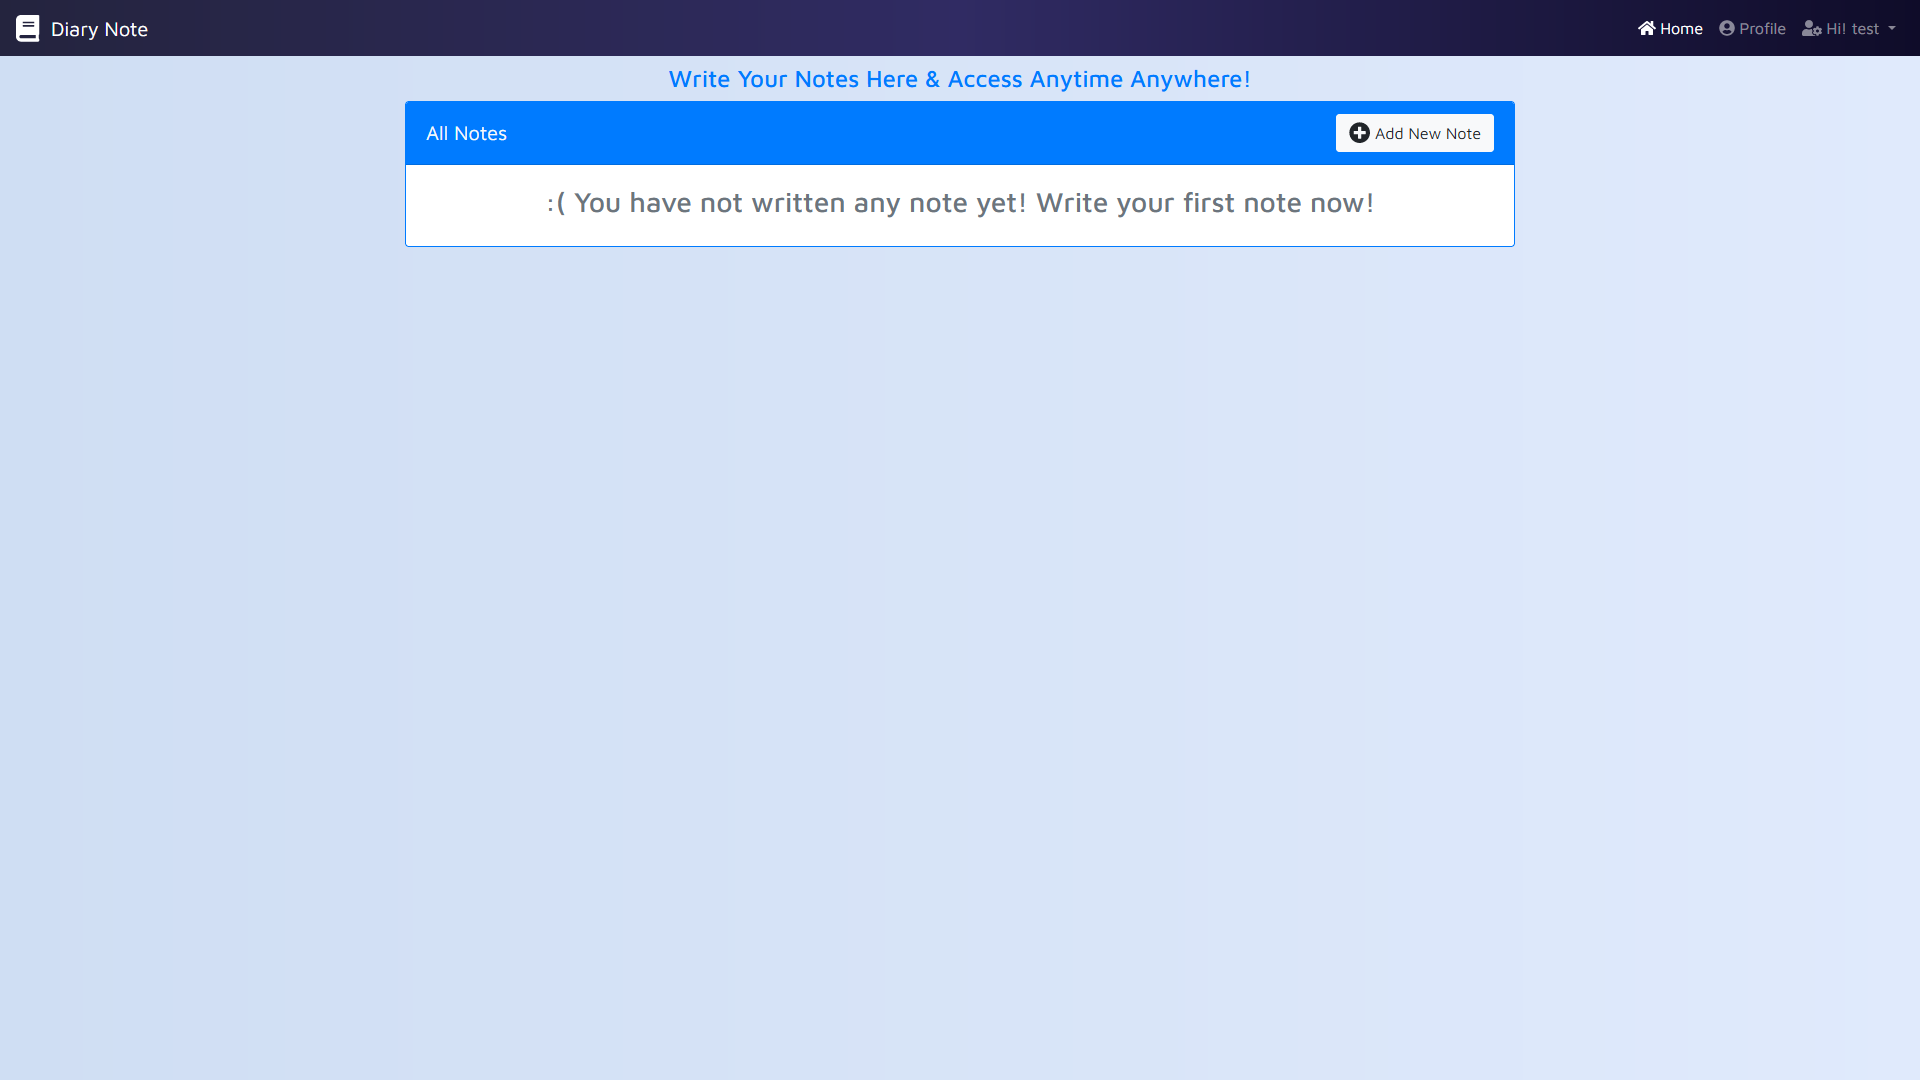 Diary Note
Home
Profile
Hi! test
Write Your Notes Here & Access Anytime Anywhere!
All Notes
Add New Note
:( You have not written any note yet! Write your first note now!